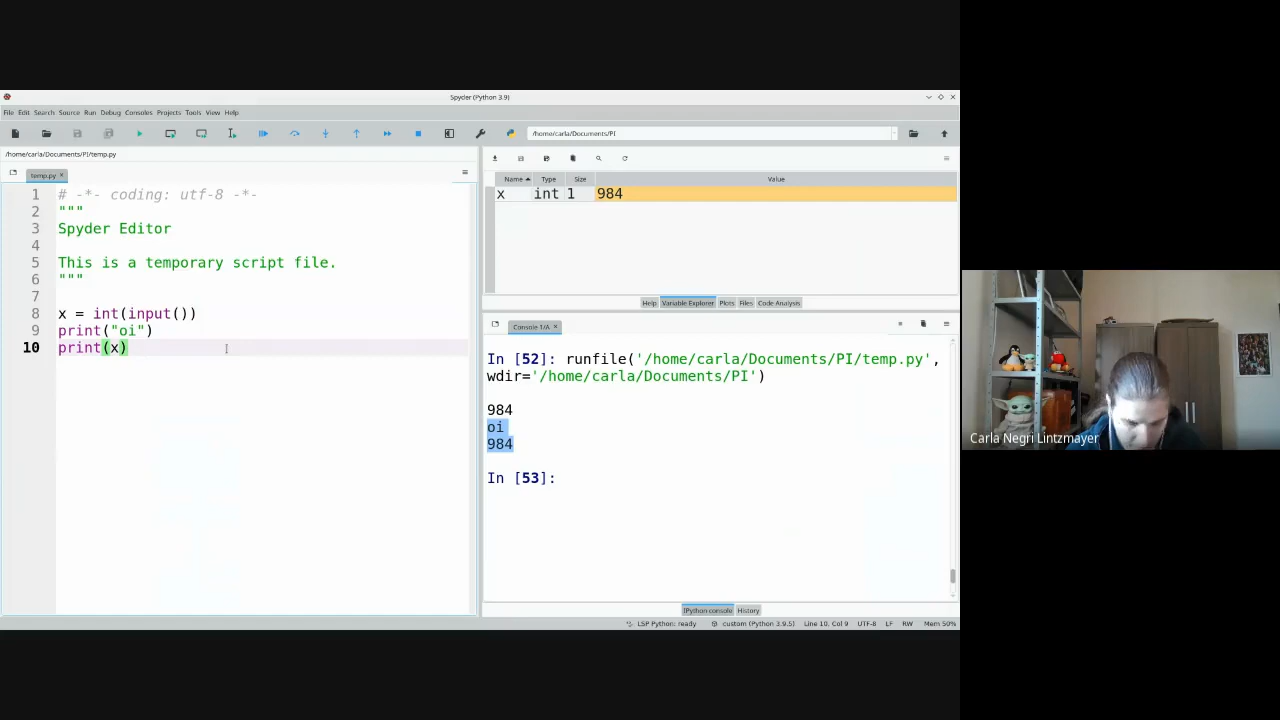 Spyder (Python 3.9)
File Edit Search Source Run Debug Consoles Projects Tools View Help
/home/carla/Documents/PI
/home/carla/Documents/PI/temp.py
temp.py
1 # -*- coding: utf-8 -*-
2 """
3 Spyder Editor
4
5 This is a temporary script file.
6 """
7
8 x = int(input())
9 print("oi")
10 print(x)
Name Type Size Value
x int 1 984
Help Variable Explorer Plots Files Code Analysis
Console 1/A
In [52]: runfile('/home/carla/Documents/PI/temp.py',
wdir='/home/carla/Documents/PI')
984
oi
984
In [53]:
IPython console History
LSP Python: ready custom (Python 3.9.5) Line 10, Col 9 UTF-8 LF RW Mem 50%
Carla Negri Lintzmayer